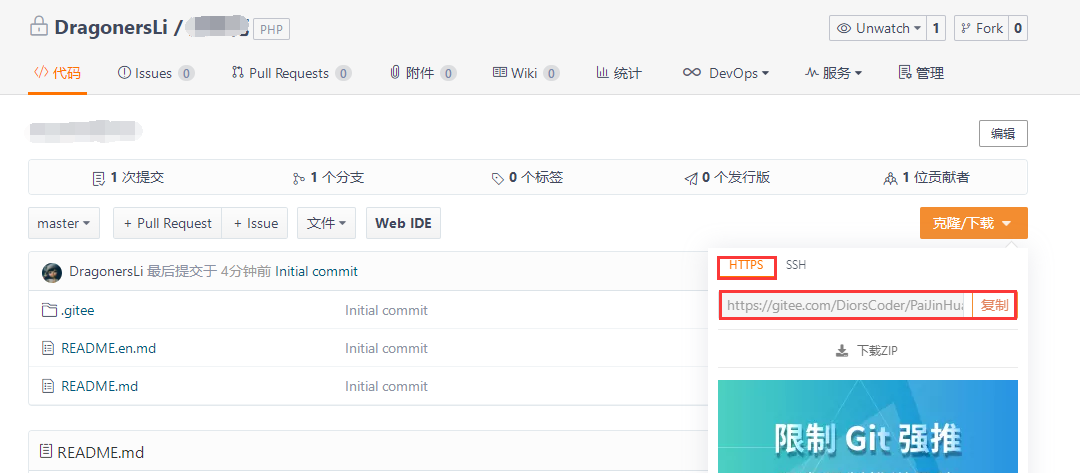 DragonersLi / PHP
Unwatch 1 Fork 0
代码 Issues 0 Pull Requests 0 附件 0 Wiki 0 统计 DevOps 服务 管理
编辑
1 次提交 1 个分支 0 个标签 0 个发行版 1 位贡献者
master + Pull Request + Issue 文件 Web IDE 克隆/下载
DragonersLi 最后提交于 4分钟前 Initial commit
HTTPS SSH
.gitee Initial commit
https://gitee.com/DiorsCoder/PaiJinHua 复制
README.en.md Initial commit
下载ZIP
README.md Initial commit
限制 Git 强推
README.md